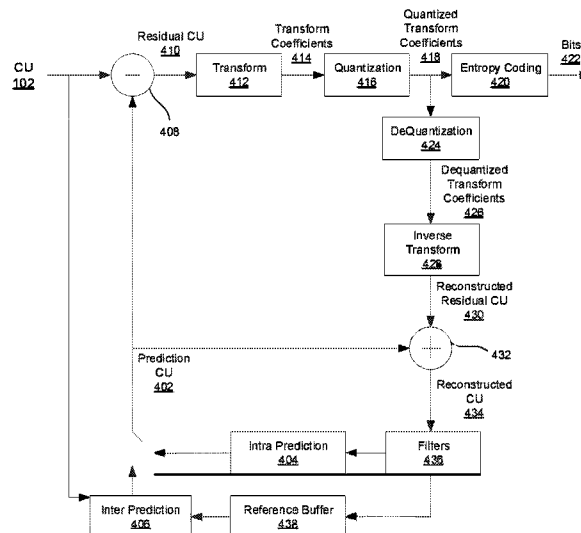 Residual CU
410
Transform
Coefficients
414
Quantized
Transform
Coefficients
418
Bits
422
CU
102
Transform
412
Quantization
416
Entropy Coding
420
408
DeQuantization
424
Dequantized
Transform
Coefficients
426
Inverse
Transform
428
Reconstructed
Residual CU
430
432
Prediction
CU
402
Reconstructed
CU
434
Intra Prediction
404
Filters
436
Inter Prediction
406
Reference Buffer
438